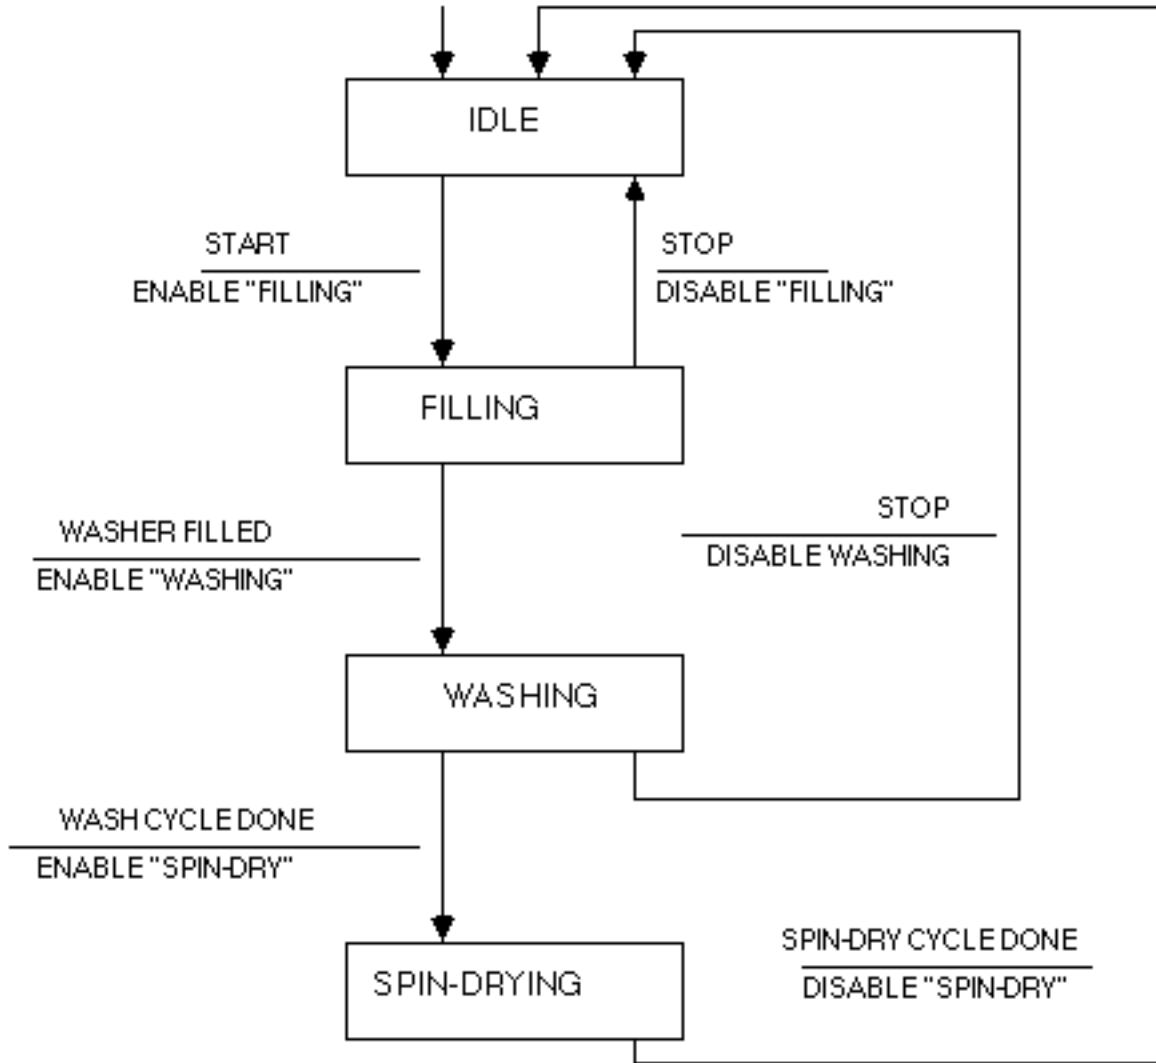 IDLE
START
ENABLE "FILLING"
STOP
DISABLE "FILLING"
FILLING
WASHER FILLED
ENABLE "WASHING"
STOP
DISABLE WASHING
WASHING
WASH CYCLE DONE
ENABLE "SPIN-DRY"
SPIN-DRYING
SPIN-DRY CYCLE DONE
DISABLE "SPIN-DRY"